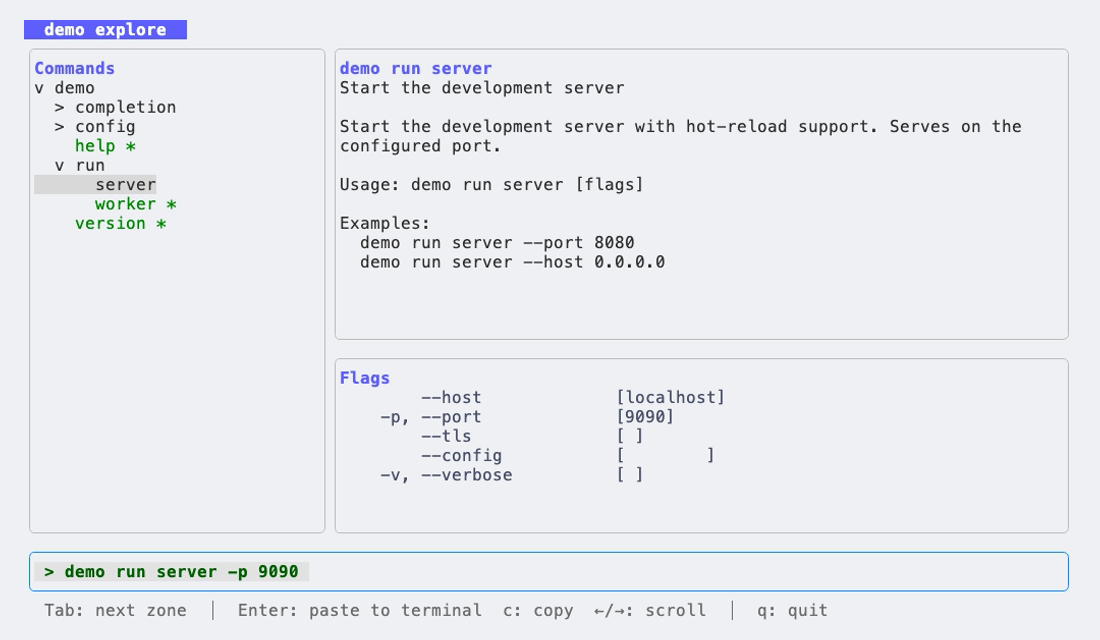 demo explore
Commands
v demo
> completion
> config
help *
v run
server
worker *
version *
demo run server
Start the development server
Start the development server with hot-reload support. Serves on the
configured port.
Usage: demo run server [flags]
Examples:
demo run server --port 8080
demo run server --host 0.0.0.0
Flags
--host [localhost]
-p, --port [9090]
--tls [ ]
--config [        ]
-v, --verbose [ ]
> demo run server -p 9090
Tab: next zone │ Enter: paste to terminal c: copy ←/→: scroll │ q: quit